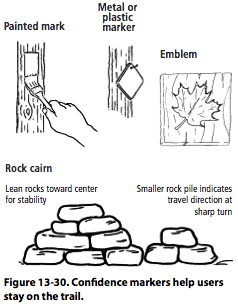 Painted mark
Metal or
plastic
marker
Emblem
Rock cairn
Lean rocks toward center
for stability
Smaller rock pile indicates
travel direction at
sharp turn
Figure 13-30. Confidence markers help users
stay on the trail.